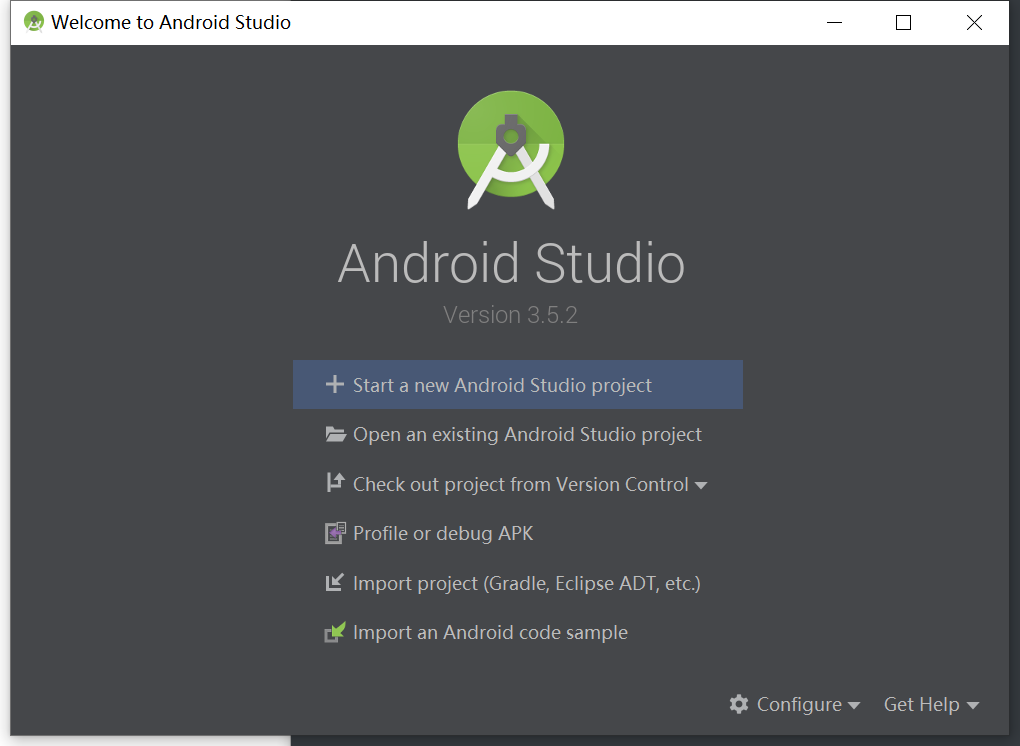 Welcome to Android Studio
Android Studio
Version 3.5.2
Start a new Android Studio project
Open an existing Android Studio project
Check out project from Version Control
Profile or debug APK
Import project (Gradle, Eclipse ADT, etc.)
Import an Android code sample
Configure Get Help